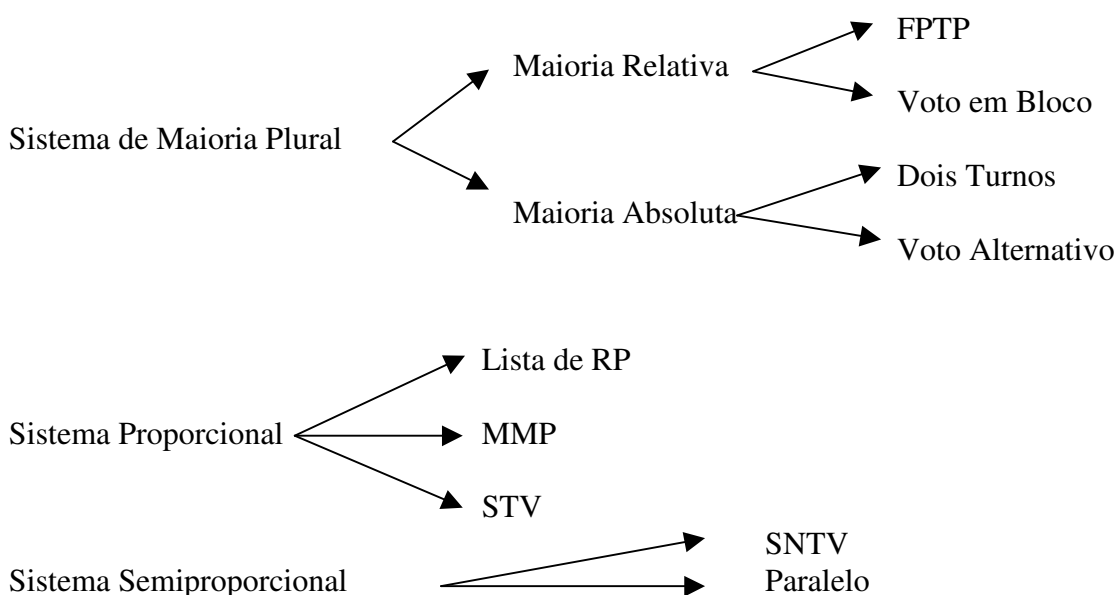 FPTP
Maioria Relativa
Voto em Bloco
Sistema de Maioria Plural
Dois Turnos
Maioria Absoluta
Voto Alternativo
Lista de RP
Sistema Proporcional
MMP
STV
SNTV
Sistema Semiproporcional
Paralelo